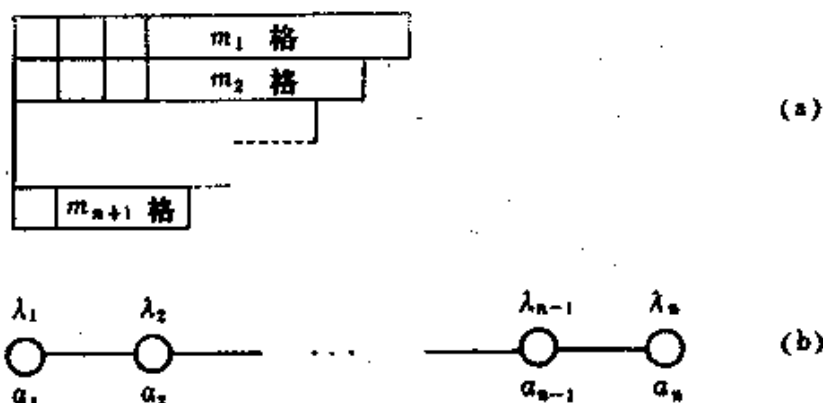 m₁ 格
m₂ 格
(a)
mₙ₊₁ 格
λ₁ λ₂ λₙ₋₁ λₙ
(b)
α₁ α₂ αₙ₋₁ αₙ